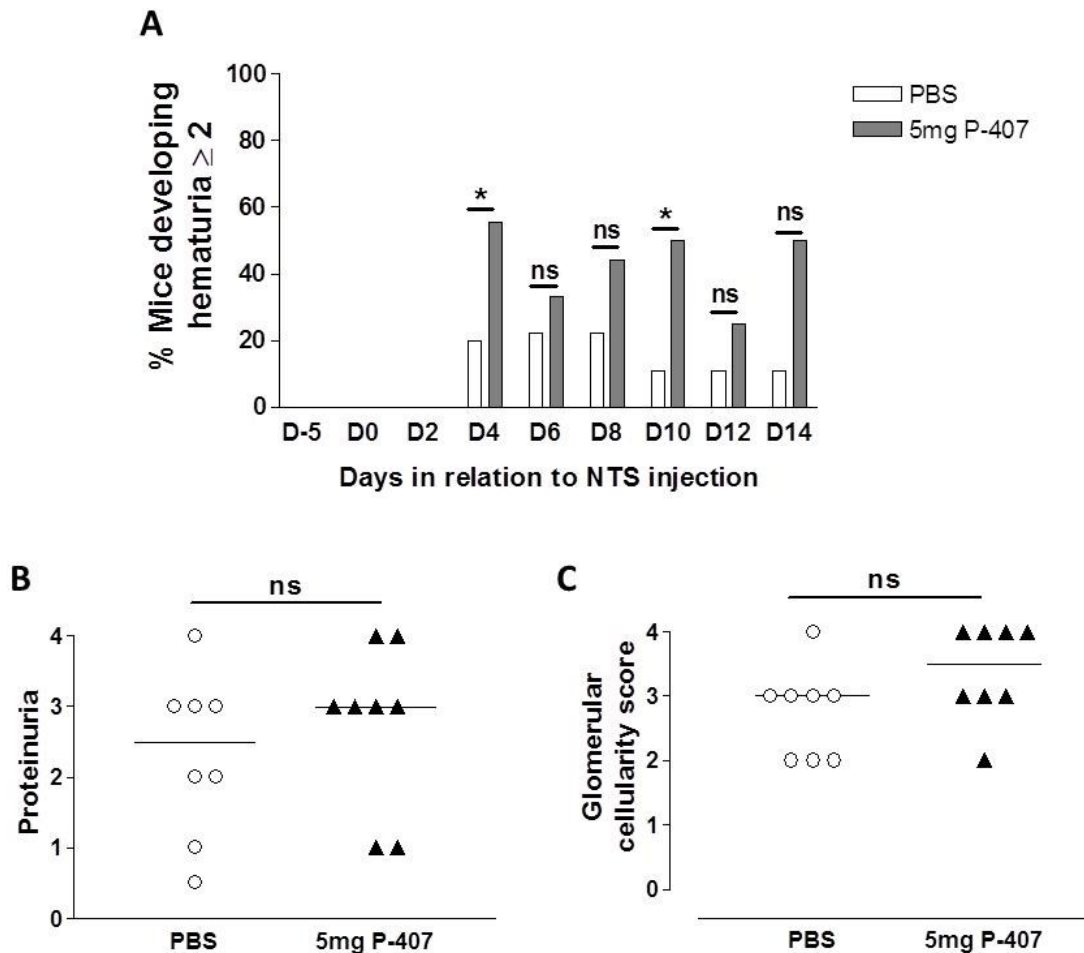 A
% Mice developing
hematuria ≥ 2
100
80
60
40
20
0
* ns ns * ns ns
D-5 D0 D2 D4 D6 D8 D10 D12 D14
Days in relation to NTS injection
PBS
5mg P-407
B
ns
Proteinuria
4
3
2
1
0
PBS 5mg P-407
C
ns
Glomerular
cellularity score
4
3
2
1
0
PBS 5mg P-407